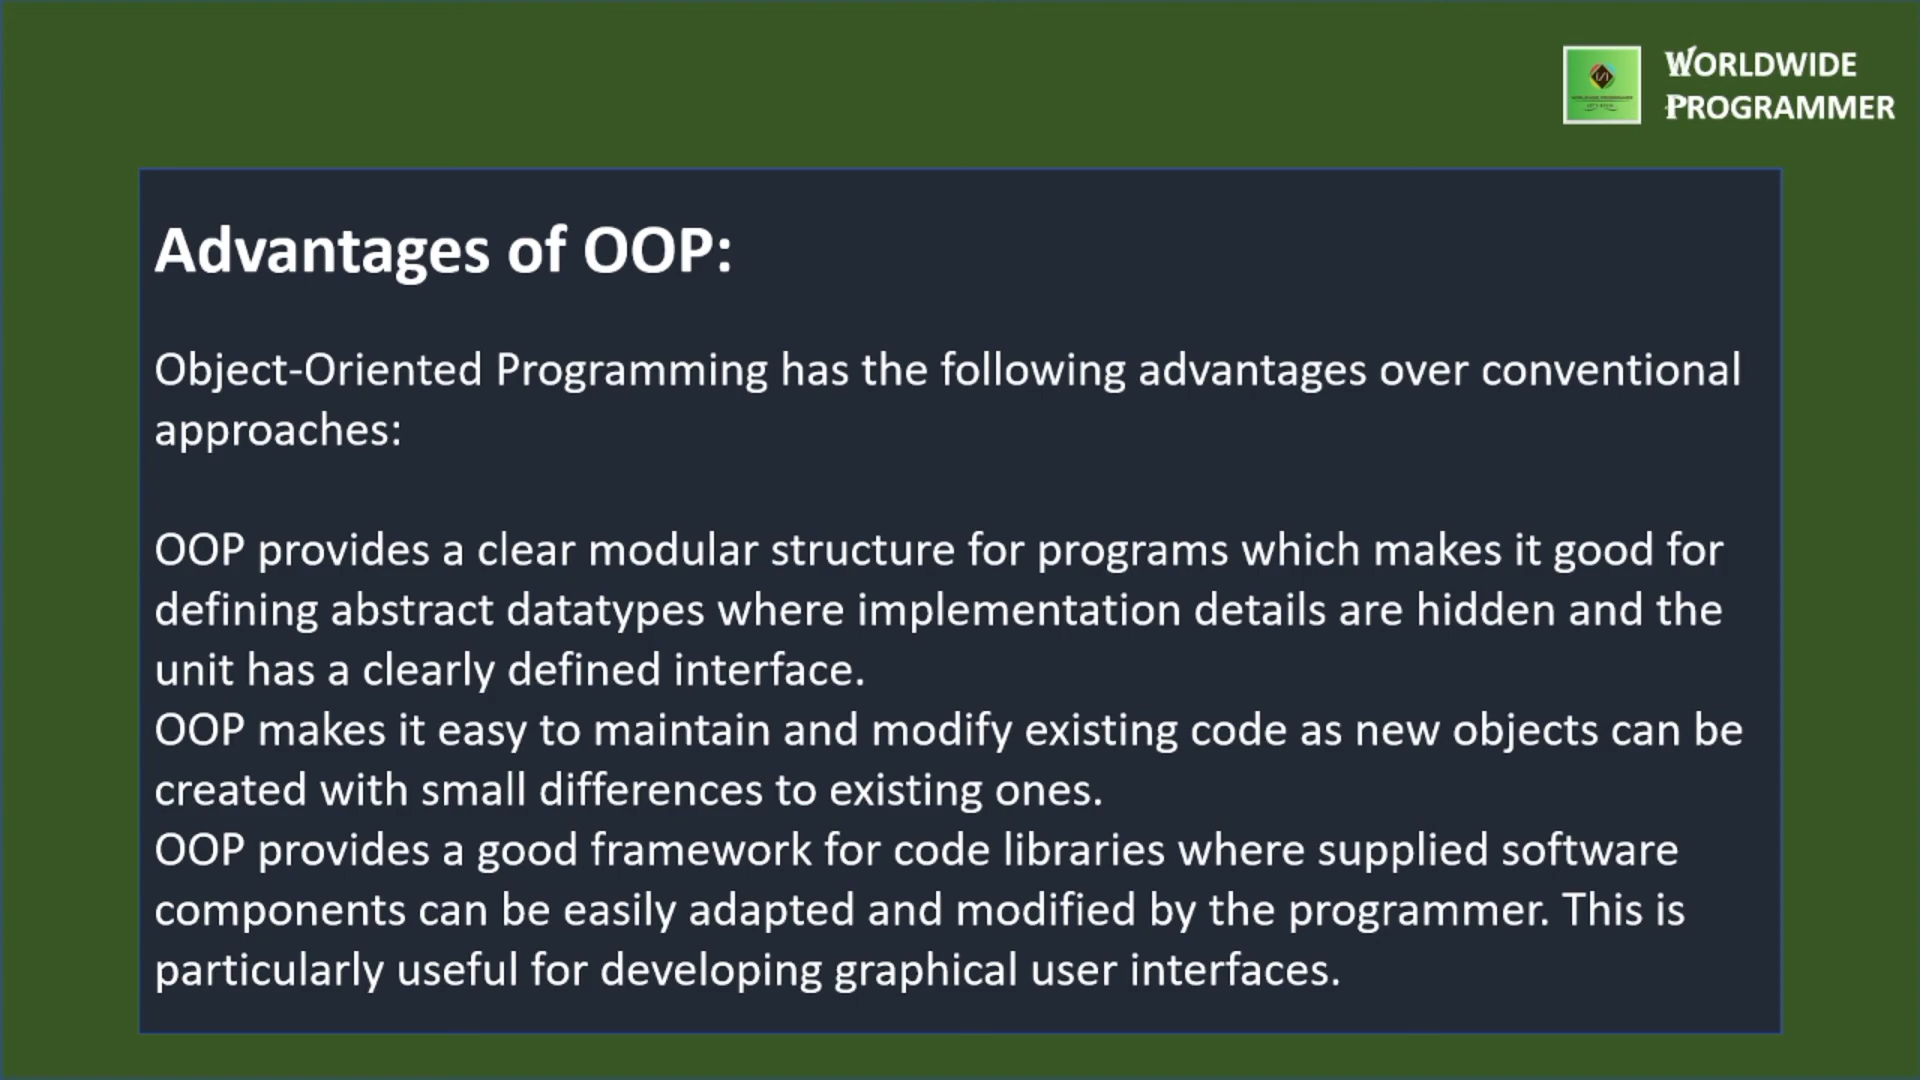 WORLDWIDE
PROGRAMMER
Advantages of OOP:
Object-Oriented Programming has the following advantages over conventional
approaches:
OOP provides a clear modular structure for programs which makes it good for
defining abstract datatypes where implementation details are hidden and the
unit has a clearly defined interface.
OOP makes it easy to maintain and modify existing code as new objects can be
created with small differences to existing ones.
OOP provides a good framework for code libraries where supplied software
components can be easily adapted and modified by the programmer. This is
particularly useful for developing graphical user interfaces.